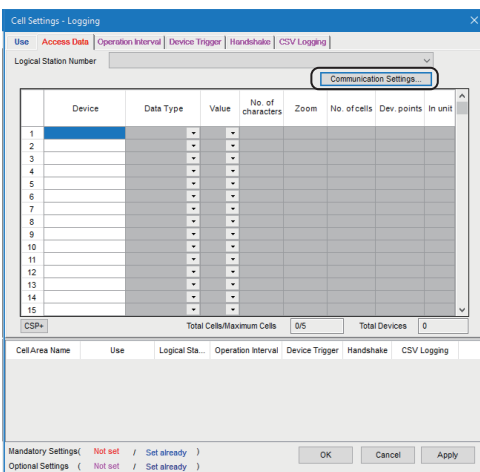 Cell Settings - Logging
Use Access Data Operation Interval Device Trigger Handshake CSV Logging
Logical Station Number
Communication Settings...
Device Data Type Value No. of characters Zoom No. of cells Dev. points In unit
1
2
3
4
5
6
7
8
9
10
11
12
13
14
15
CSP+ Total Cells/Maximum Cells 0/5 Total Devices 0
Cell Area Name Use Logical Sta... Operation Interval Device Trigger Handshake CSV Logging
Mandatory Settings( Not set / Set already )
Optional Settings ( Not set / Set already )
OK Cancel Apply